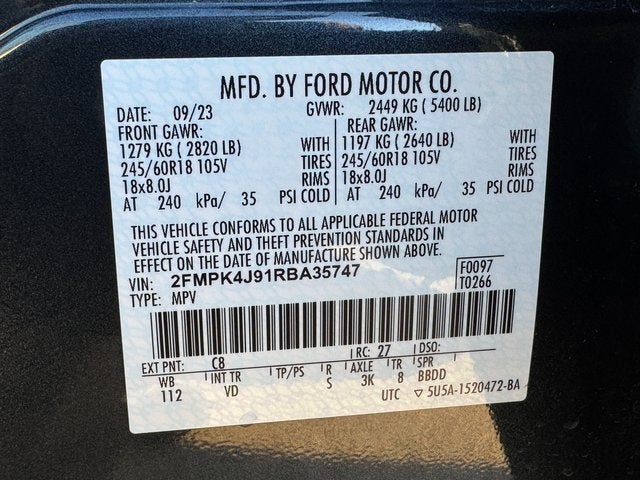 MFD. BY FORD MOTOR CO.
DATE: 09/23 GVWR: 2449 KG ( 5400 LB)
FRONT GAWR: REAR GAWR:
1279 KG ( 2820 LB) WITH 1197 KG ( 2640 LB) WITH
245/60R18 105V TIRES 245/60R18 105V TIRES
18x8.0J RIMS 18x8.0J RIMS
AT 240 kPa/ 35 PSI COLD AT 240 kPa/ 35 PSI COLD
THIS VEHICLE CONFORMS TO ALL APPLICABLE FEDERAL MOTOR
VEHICLE SAFETY AND THEFT PREVENTION STANDARDS IN
EFFECT ON THE DATE OF MANUFACTURE SHOWN ABOVE.
VIN: 2FMPK4J91RBA35747 F0097
TYPE: MPV T0266
EXT PNT: C8 RC: 27 DSO:
WB INT TR TP/PS R AXLE TR SPR
112 VD S 3K 8 BBDD
UTC ▽ 5U5A-1520472-BA